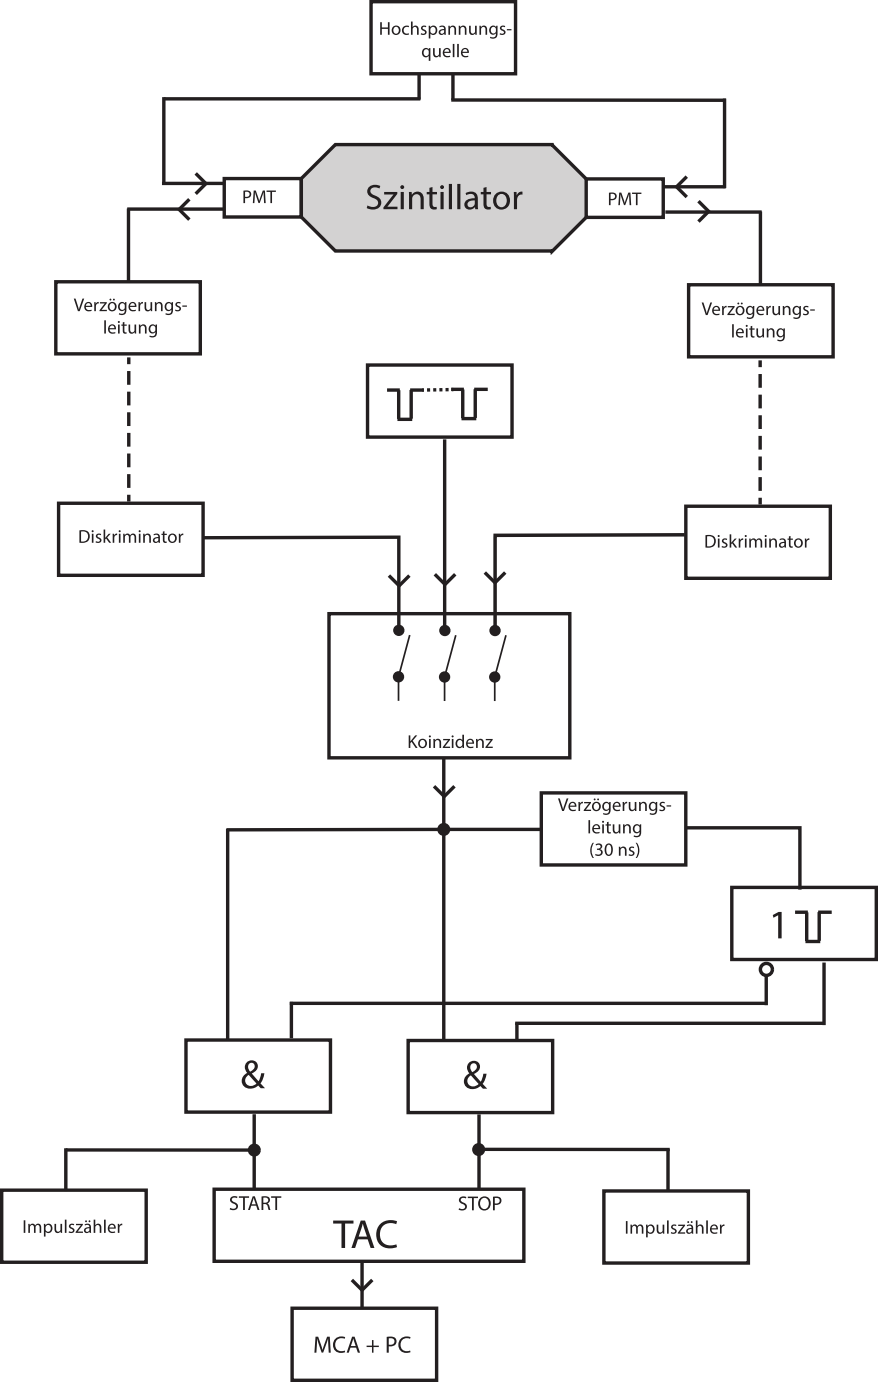 Hochspannungs-
quelle
PMT
Szintillator
PMT
Verzögerungs-
leitung
Verzögerungs-
leitung
Diskriminator
Diskriminator
Koinzidenz
Verzögerungs-
leitung
(30 ns)
1
&
&
START
STOP
TAC
Impulszähler
Impulszähler
MCA + PC